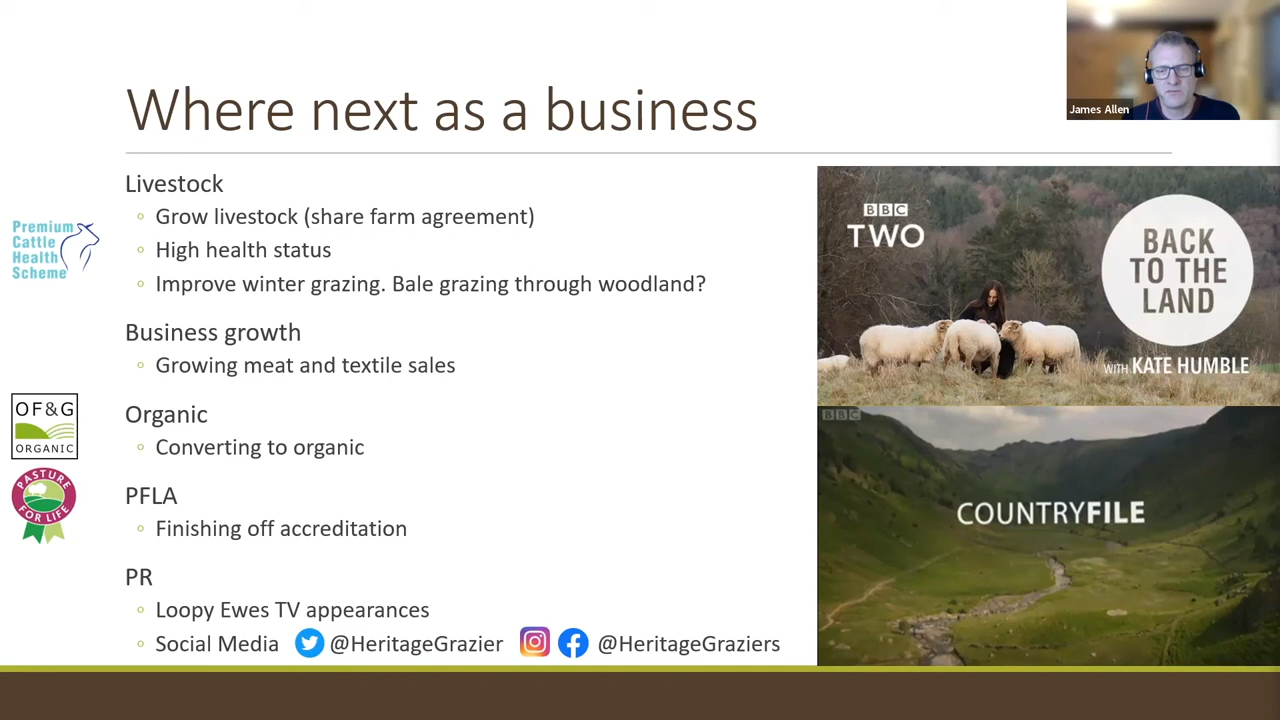 James Allen
Where next as a business
Livestock
Grow livestock (share farm agreement)
High health status
Improve winter grazing. Bale grazing through woodland?
Premium
Cattle
Health
Scheme
Business growth
Growing meat and textile sales
OF&G
ORGANIC
Organic
Converting to organic
PASTURE
FOR LIFE
PFLA
Finishing off accreditation
PR
Loopy Ewes TV appearances
Social Media @HeritageGrazier @HeritageGraziers
BBC
TWO
BACK
TO THE
LAND
WITH KATE HUMBLE
BBC
COUNTRYFILE